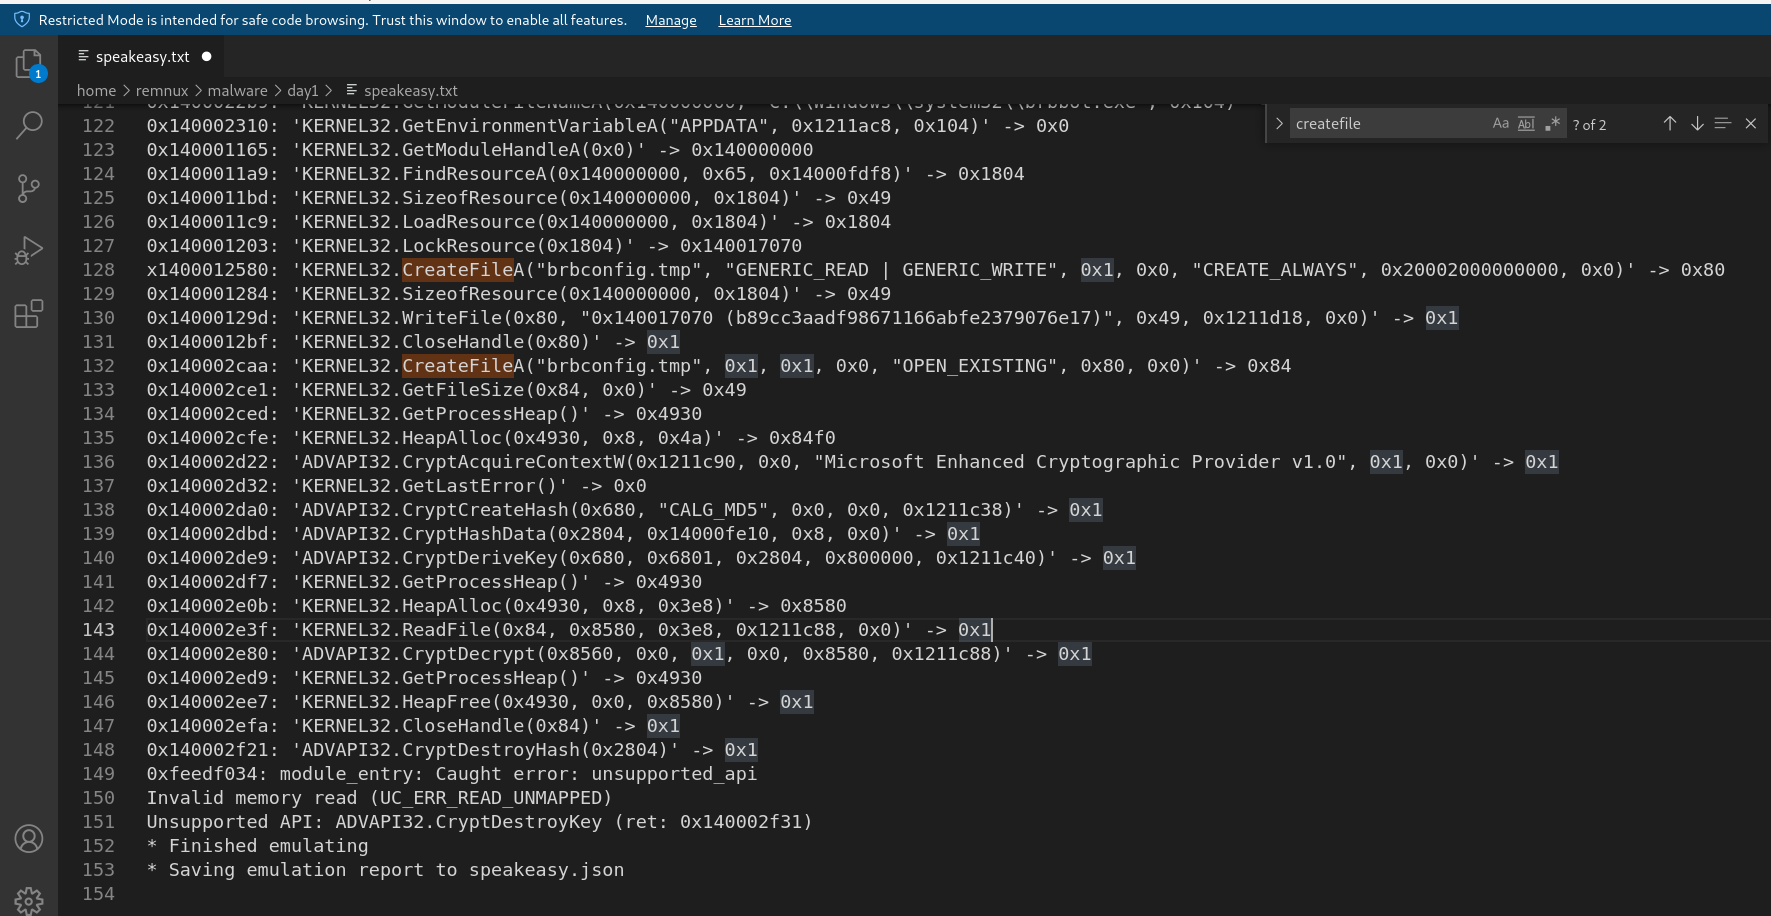 Restricted Mode is intended for safe code browsing. Trust this window to enable all features. Manage Learn More
1
speakeasy.txt
home > remnux > malware > day1 > speakeasy.txt
createfile Aa Abl .* ? of 2
122 0x140002310: 'KERNEL32.GetEnvironmentVariableA("APPDATA", 0x1211ac8, 0x104)' -> 0x0
123 0x140001165: 'KERNEL32.GetModuleHandleA(0x0)' -> 0x140000000
124 0x1400011a9: 'KERNEL32.FindResourceA(0x140000000, 0x65, 0x14000fdf8)' -> 0x1804
125 0x1400011bd: 'KERNEL32.SizeofResource(0x140000000, 0x1804)' -> 0x49
126 0x1400011c9: 'KERNEL32.LoadResource(0x140000000, 0x1804)' -> 0x1804
127 0x140001203: 'KERNEL32.LockResource(0x1804)' -> 0x140017070
128 x1400012580: 'KERNEL32.CreateFileA("brbconfig.tmp", "GENERIC_READ | GENERIC_WRITE", 0x1, 0x0, "CREATE_ALWAYS", 0x20002000000000, 0x0)' -> 0x80
129 0x140001284: 'KERNEL32.SizeofResource(0x140000000, 0x1804)' -> 0x49
130 0x14000129d: 'KERNEL32.WriteFile(0x80, "0x140017070 (b89cc3aadf98671166abfe2379076e17)", 0x49, 0x1211d18, 0x0)' -> 0x1
131 0x1400012bf: 'KERNEL32.CloseHandle(0x80)' -> 0x1
132 0x140002caa: 'KERNEL32.CreateFileA("brbconfig.tmp", 0x1, 0x1, 0x0, "OPEN_EXISTING", 0x80, 0x0)' -> 0x84
133 0x140002ce1: 'KERNEL32.GetFileSize(0x84, 0x0)' -> 0x49
134 0x140002ced: 'KERNEL32.GetProcessHeap()' -> 0x4930
135 0x140002cfe: 'KERNEL32.HeapAlloc(0x4930, 0x8, 0x4a)' -> 0x84f0
136 0x140002d22: 'ADVAPI32.CryptAcquireContextW(0x1211c90, 0x0, "Microsoft Enhanced Cryptographic Provider v1.0", 0x1, 0x0)' -> 0x1
137 0x140002d32: 'KERNEL32.GetLastError()' -> 0x0
138 0x140002da0: 'ADVAPI32.CryptCreateHash(0x680, "CALG_MD5", 0x0, 0x0, 0x1211c38)' -> 0x1
139 0x140002dbd: 'ADVAPI32.CryptHashData(0x2804, 0x14000fe10, 0x8, 0x0)' -> 0x1
140 0x140002de9: 'ADVAPI32.CryptDeriveKey(0x680, 0x6801, 0x2804, 0x800000, 0x1211c40)' -> 0x1
141 0x140002df7: 'KERNEL32.GetProcessHeap()' -> 0x4930
142 0x140002e0b: 'KERNEL32.HeapAlloc(0x4930, 0x8, 0x3e8)' -> 0x8580
143 0x140002e3f: 'KERNEL32.ReadFile(0x84, 0x8580, 0x3e8, 0x1211c88, 0x0)' -> 0x1
144 0x140002e80: 'ADVAPI32.CryptDecrypt(0x8560, 0x0, 0x1, 0x0, 0x8580, 0x1211c88)' -> 0x1
145 0x140002ed9: 'KERNEL32.GetProcessHeap()' -> 0x4930
146 0x140002ee7: 'KERNEL32.HeapFree(0x4930, 0x0, 0x8580)' -> 0x1
147 0x140002efa: 'KERNEL32.CloseHandle(0x84)' -> 0x1
148 0x140002f21: 'ADVAPI32.CryptDestroyHash(0x2804)' -> 0x1
149 0xfeedf034: module_entry: Caught error: unsupported_api
150 Invalid memory read (UC_ERR_READ_UNMAPPED)
151 Unsupported API: ADVAPI32.CryptDestroyKey (ret: 0x140002f31)
152 * Finished emulating
153 * Saving emulation report to speakeasy.json
154